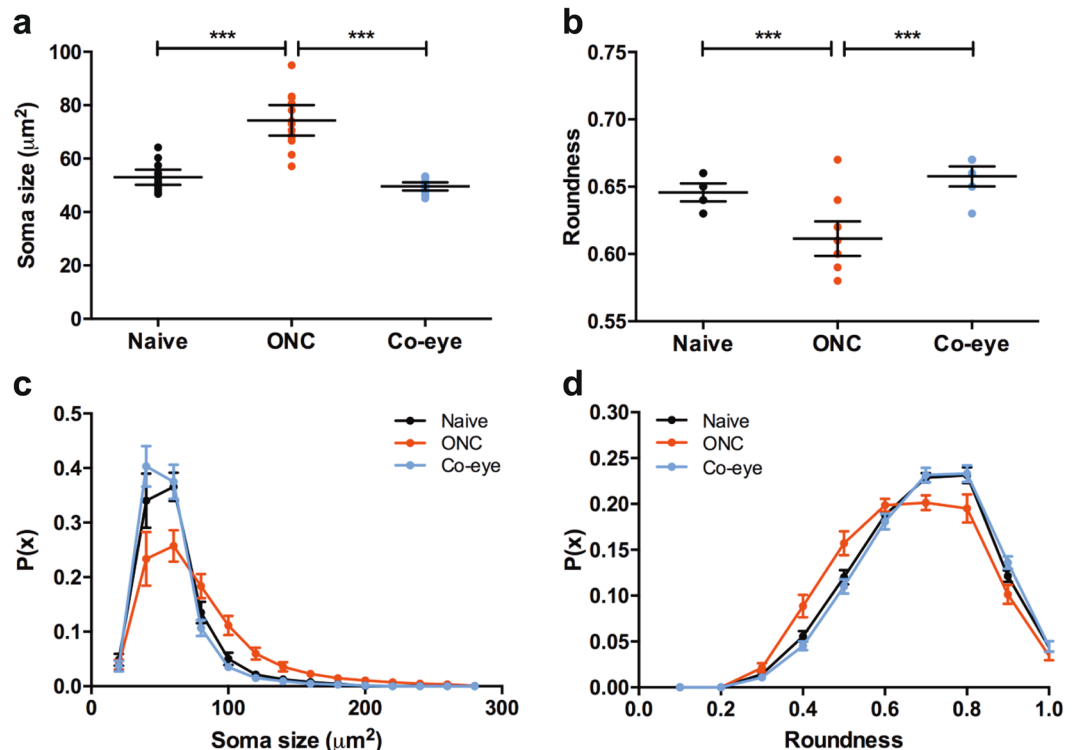 a
*** ***
100
80
60
40
20
0
Soma size (μm²)
Naive ONC Co-eye
b
*** ***
0.75
0.70
0.65
0.60
0.55
Roundness
Naive ONC Co-eye
c
0.5
0.4
0.3
0.2
0.1
0.0
P(x)
Naive
ONC
Co-eye
0 100 200 300
Soma size (μm²)
d
0.30
0.25
0.20
0.15
0.10
0.05
0.00
P(x)
Naive
ONC
Co-eye
0.0 0.2 0.4 0.6 0.8 1.0
Roundness